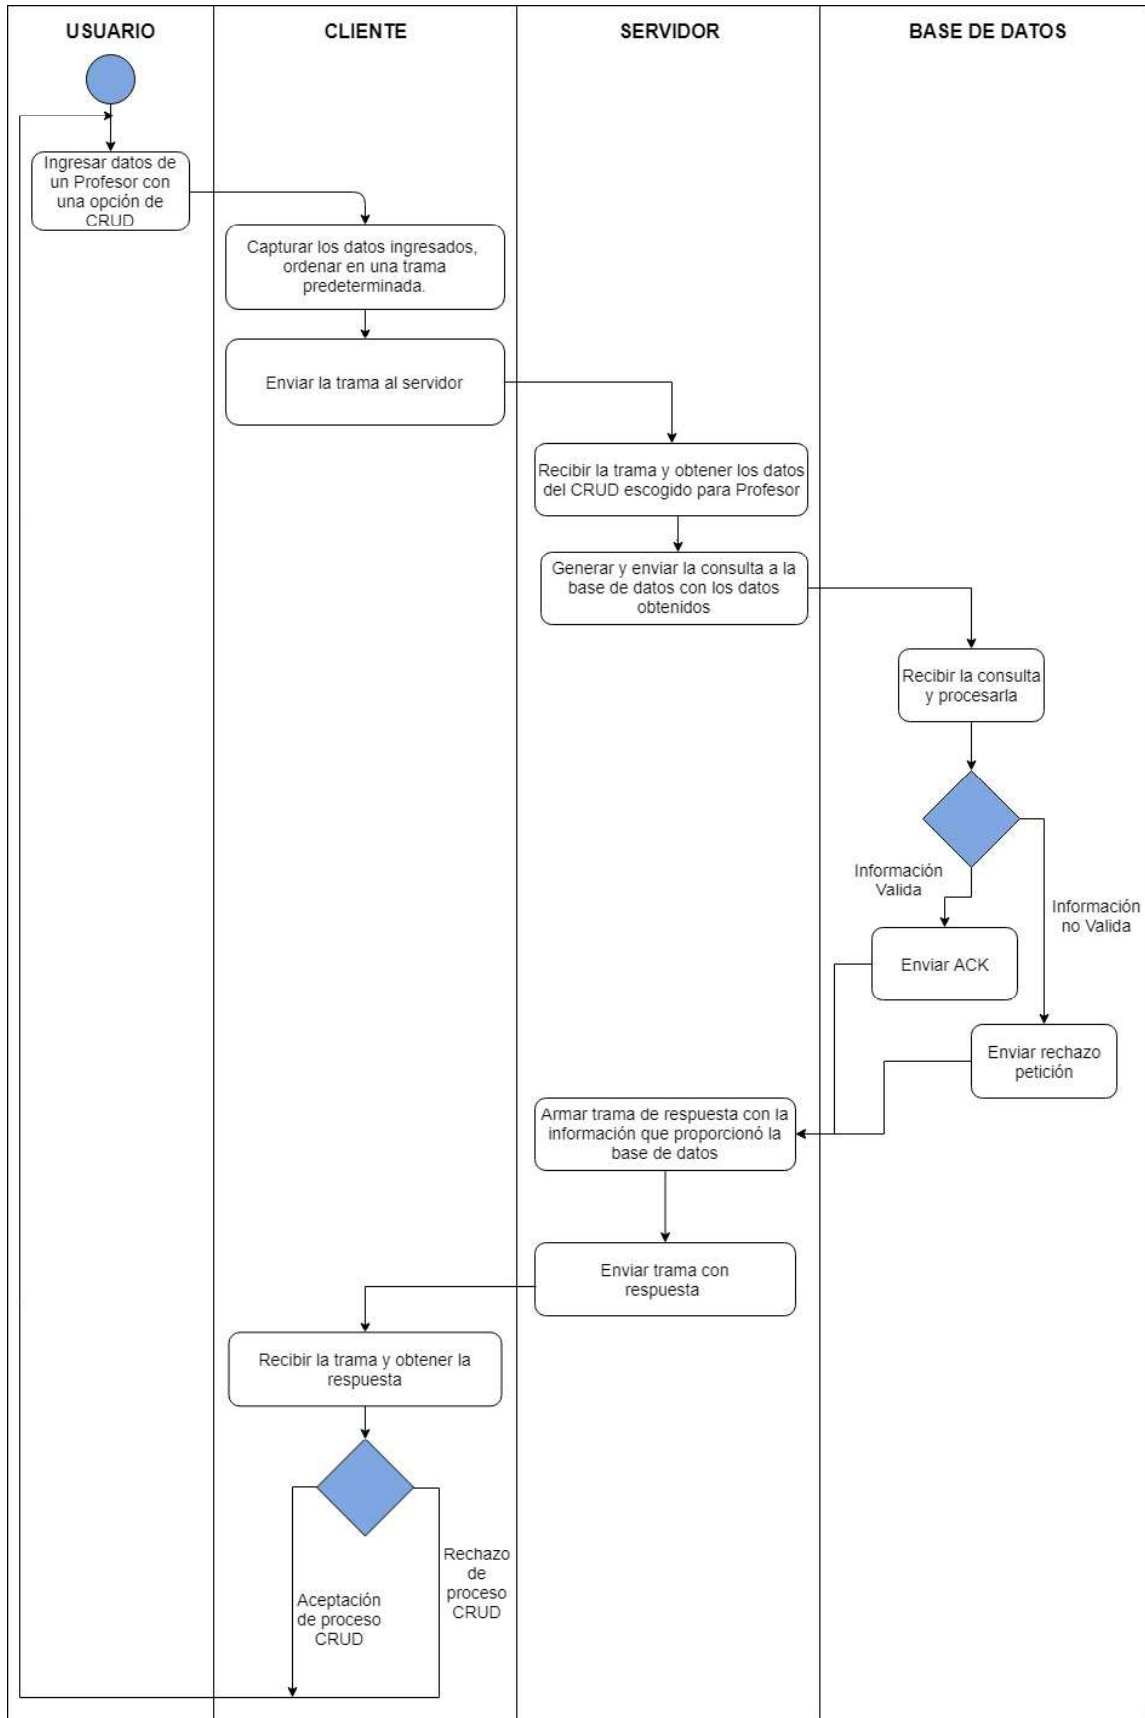 USUARIO
CLIENTE
SERVIDOR
BASE DE DATOS
Ingresar datos de
un Profesor con
una opción de
CRUD
Capturar los datos ingresados,
ordenar en una trama
predeterminada.
Enviar la trama al servidor
Recibir la trama y obtener los datos
del CRUD escogido para Profesor
Generar y enviar la consulta a la
base de datos con los datos
obtenidos
Recibir la consulta
y procesarla
Información
Valida
Información
no Valida
Enviar ACK
Enviar rechazo
petición
Armar trama de respuesta con la
información que proporcionó la
base de datos
Enviar trama con
respuesta
Recibir la trama y obtener la
respuesta
Rechazo
de
proceso
CRUD
Aceptación
de proceso
CRUD